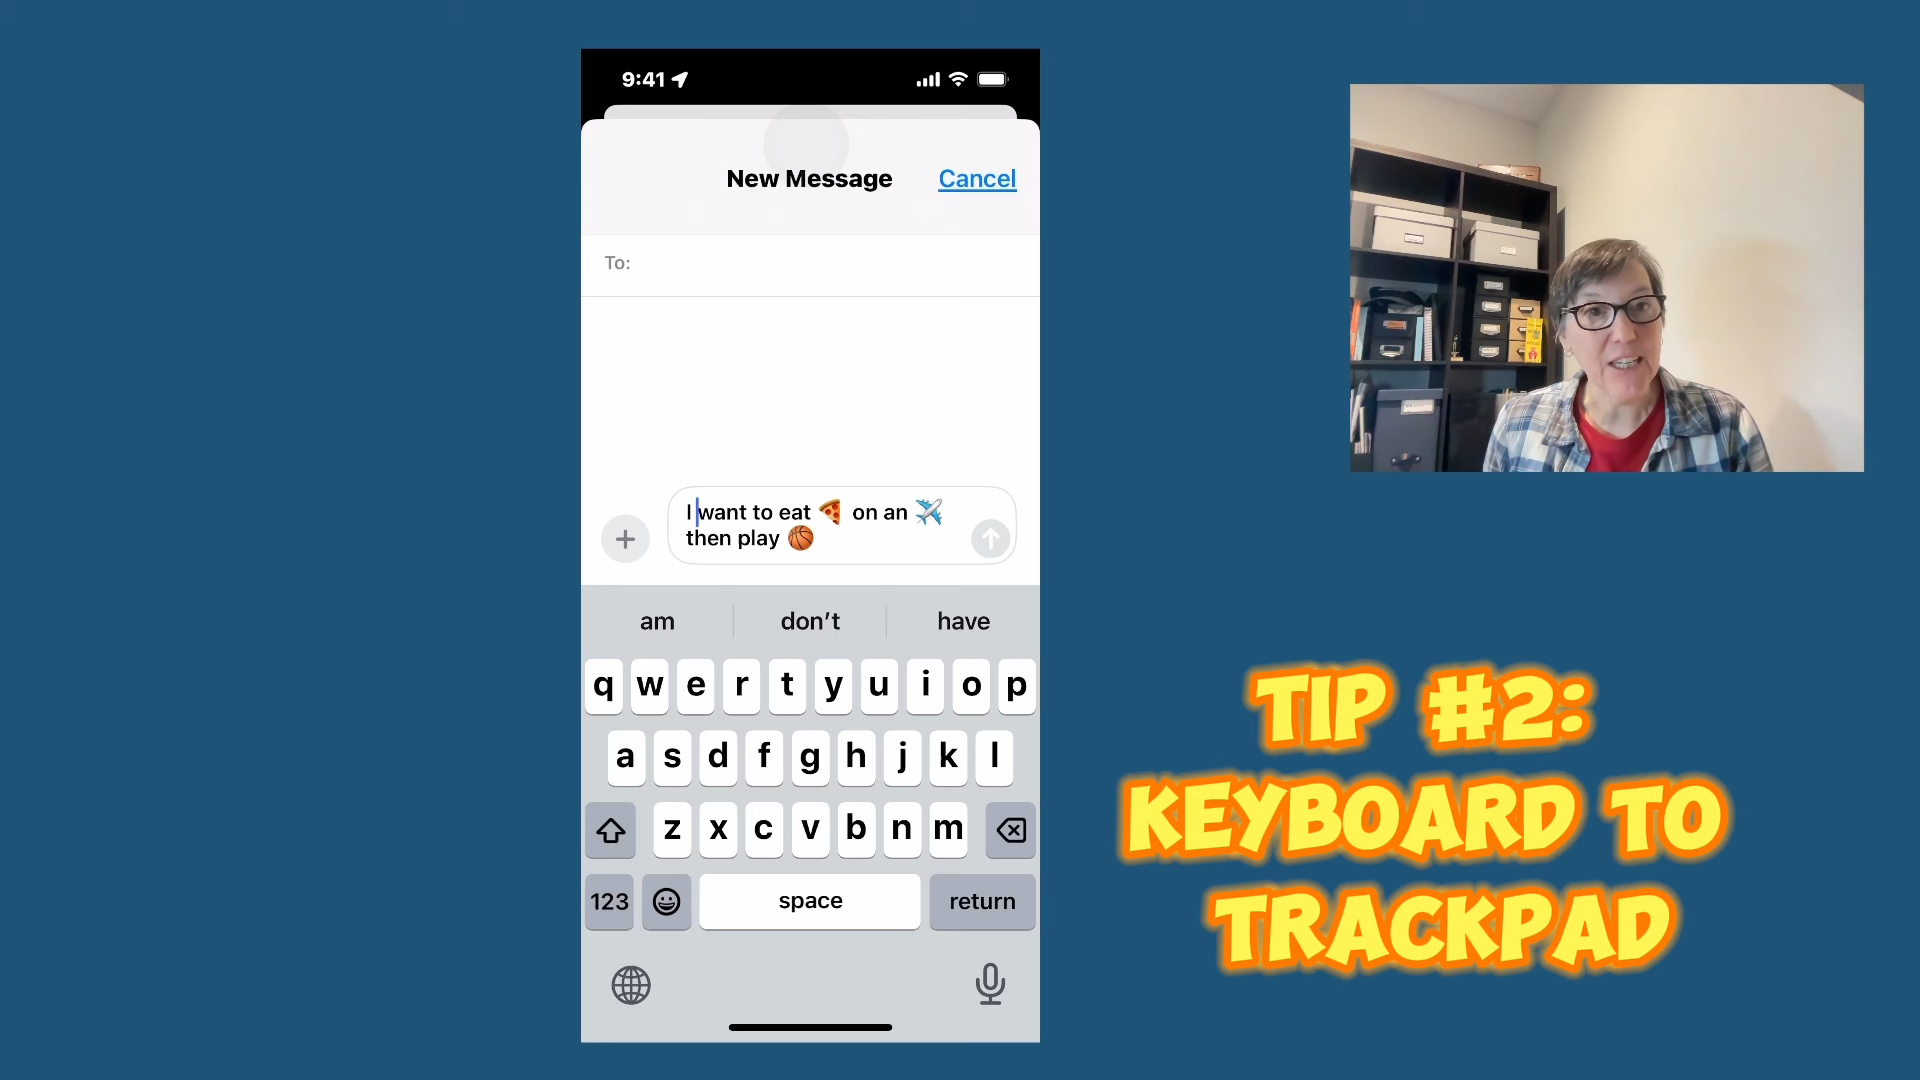 9:41
New Message Cancel
To:
I want to eat 🍕 on an ✈️
then play 🏀
am don't have
q w e r t y u i o p
a s d f g h j k l
z x c v b n m
123 space return
TIP #2:
KEYBOARD TO
TRACKPAD